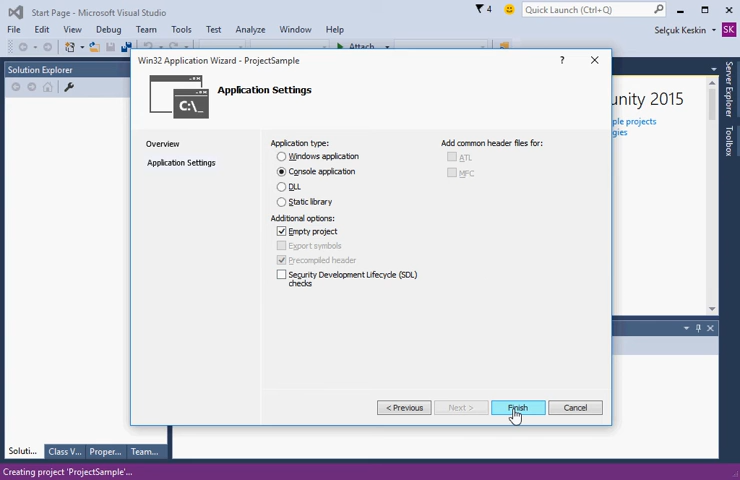 Start Page - Microsoft Visual Studio
4
Quick Launch (Ctrl+Q)
File Edit View Debug Team Tools Test Analyze Window Help
Selçuk Keskin SK
Attach...
Solution Explorer
Win32 Application Wizard - ProjectSample
?
C:\_
Application Settings
unity 2015
ple projects
gies
Server Explorer
Toolbox
Overview
Application Settings
Application type:
Windows application
Console application
DLL
Static library
Additional options:
Empty project
Export symbols
Precompiled header
Security Development Lifecycle (SDL)
checks
Add common header files for:
ATL
MFC
< Previous
Next >
Finish
Cancel
Soluti... Class V... Proper... Team...
Creating project 'ProjectSample'...